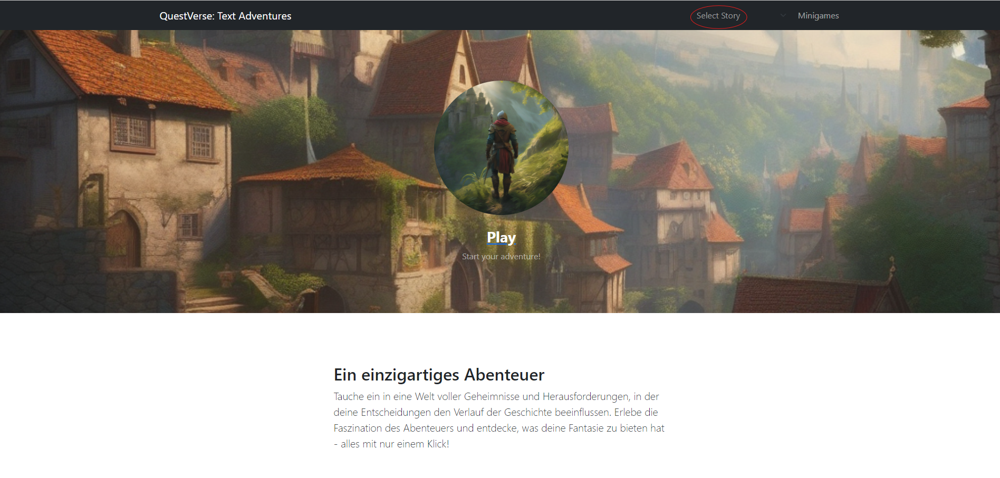 QuestVerse: Text Adventures
Select Story
Minigames
Play
Start your adventure!
Ein einzigartiges Abenteuer
Tauche ein in eine Welt voller Geheimnisse und Herausforderungen, in der
deine Entscheidungen den Verlauf der Geschichte beeinflussen. Erlebe die
Faszination des Abenteuers und entdecke, was deine Fantasie zu bieten hat
- alles mit nur einem Klick!